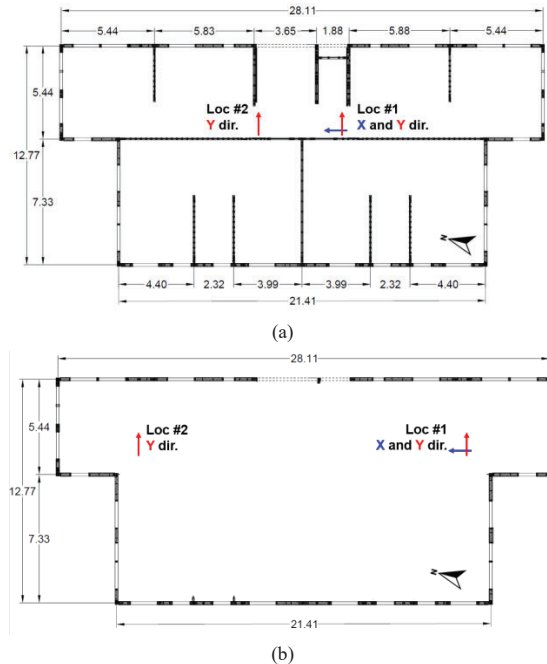 28.11
5.44 5.83 3.65 1.88 5.88 5.44
5.44
Loc #2 Loc #1
Y dir. X and Y dir.
12.77
7.33
N
4.40 2.32 3.99 3.99 2.32 4.40
21.41
(a)
28.11
5.44
Loc #2 Loc #1
Y dir. X and Y dir.
12.77
7.33
N
21.41
(b)